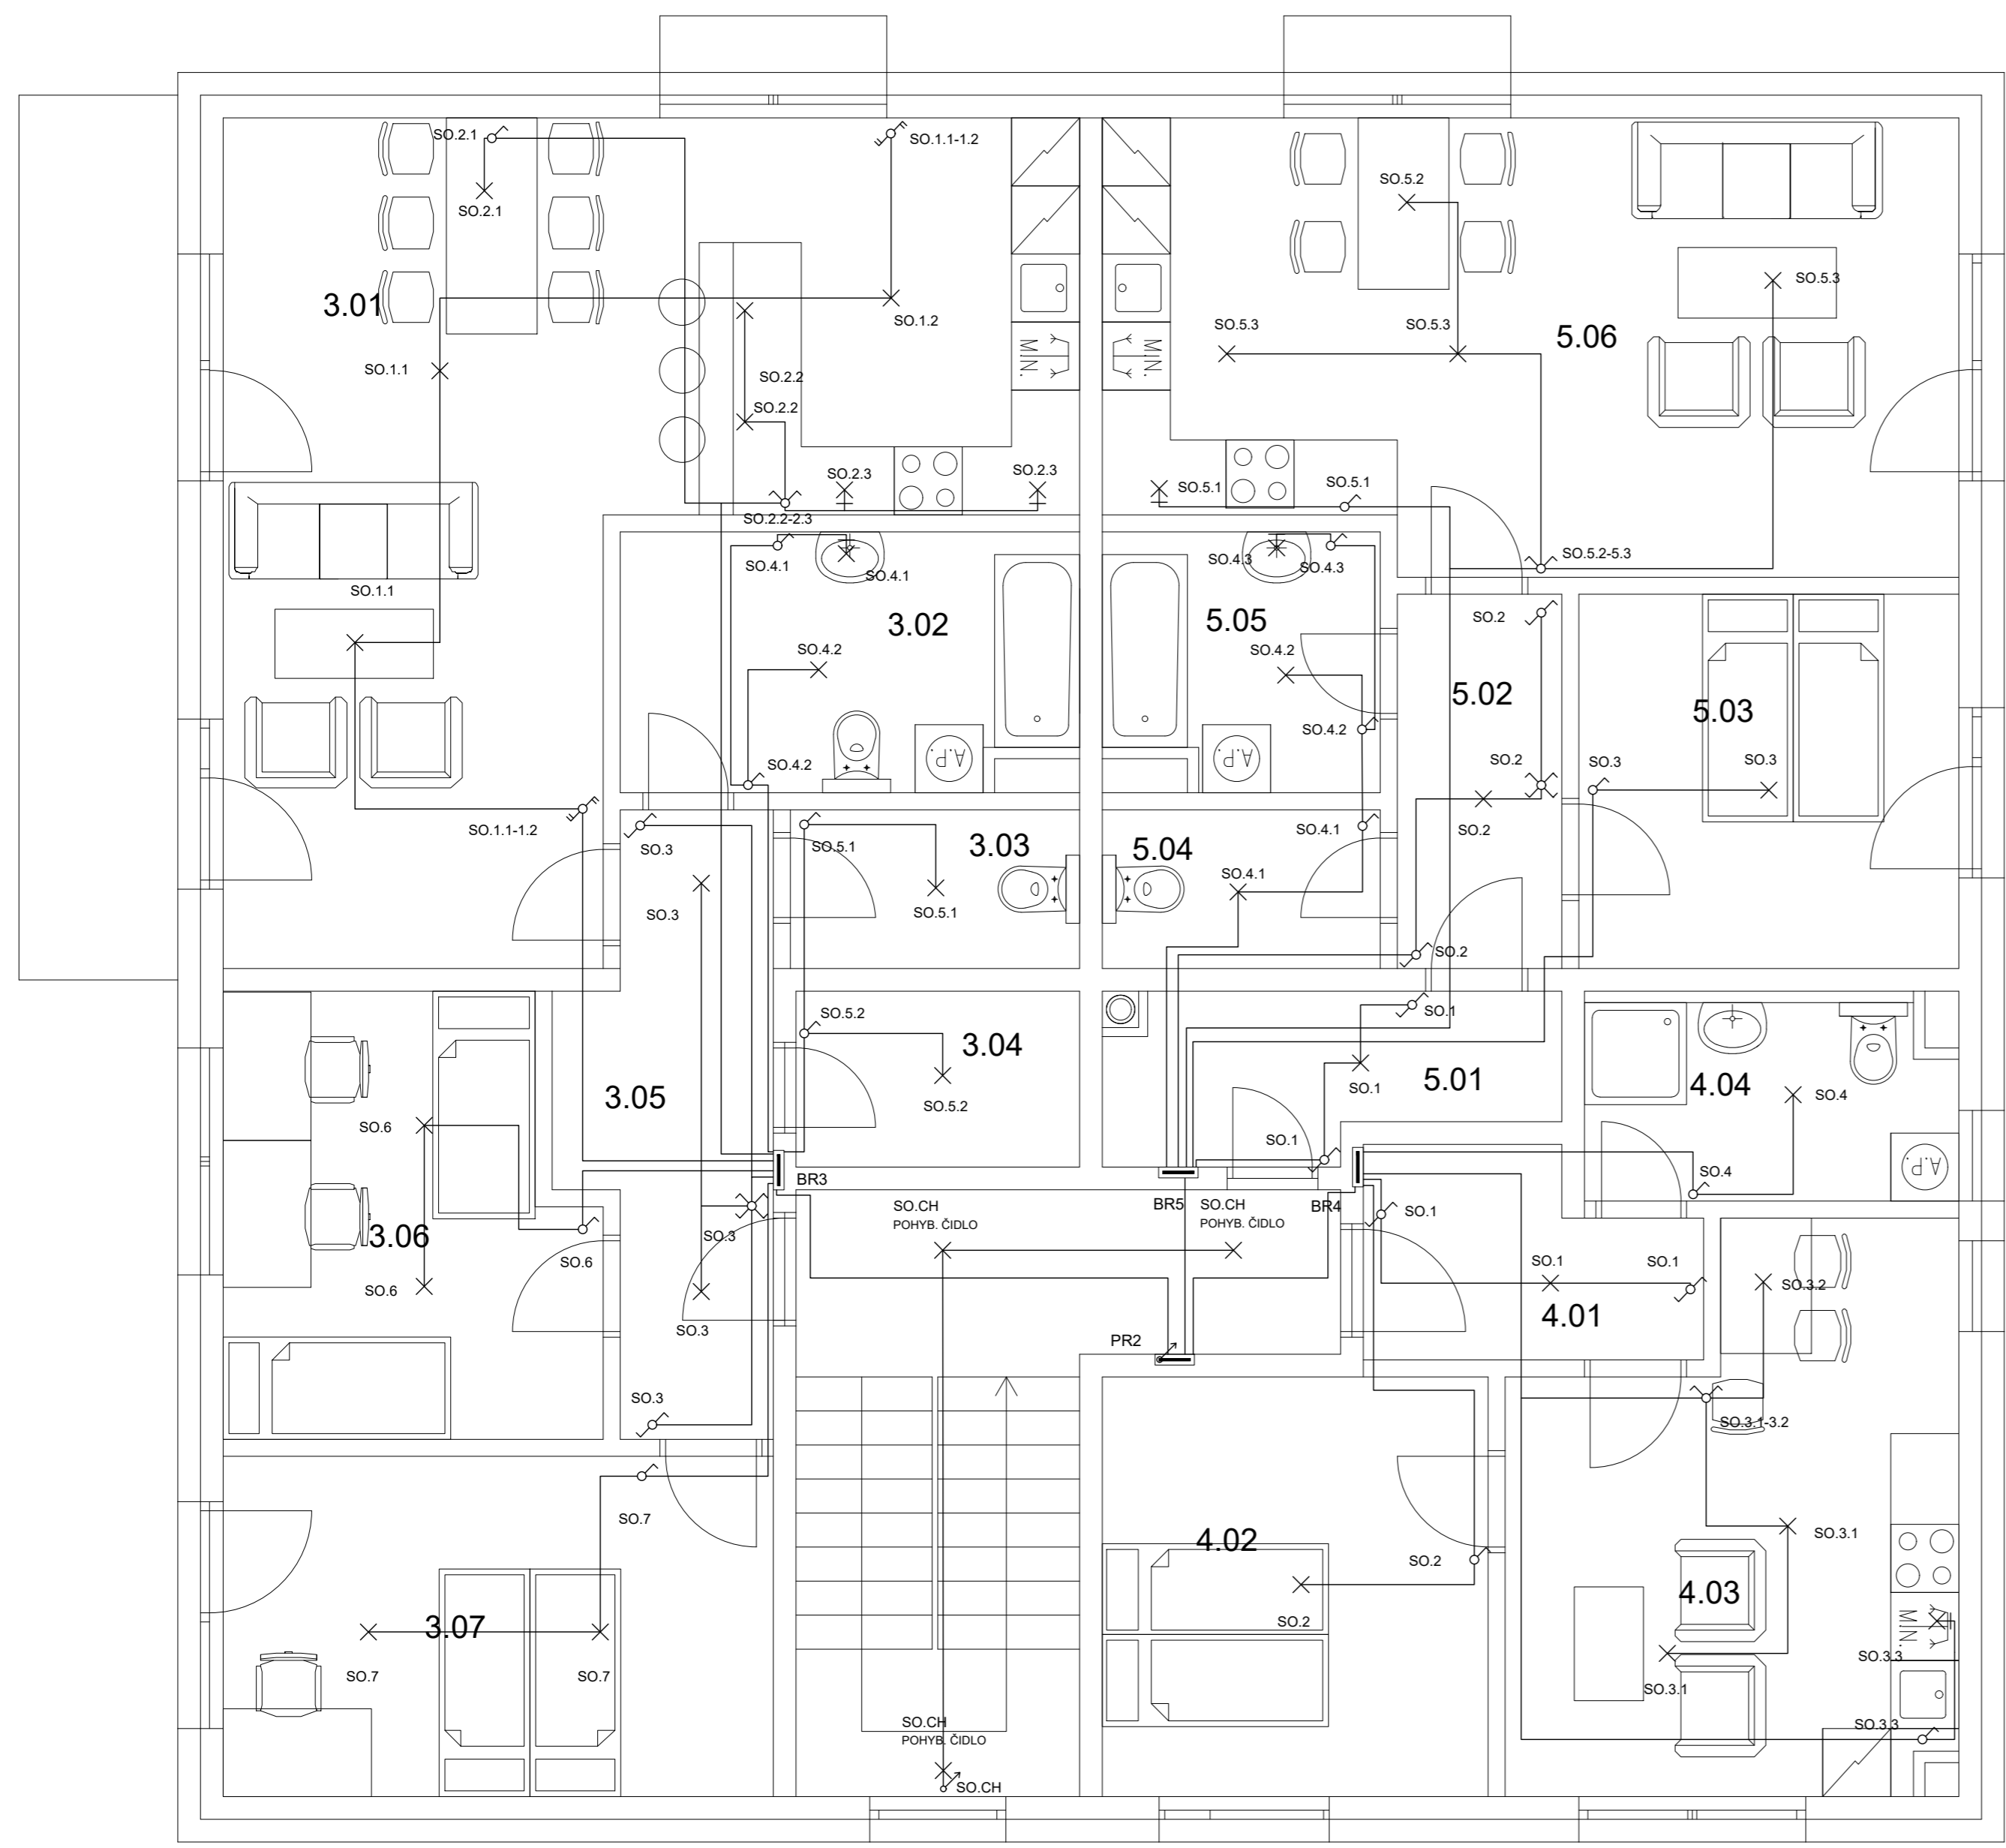 SO.2.1
SO.1.1-1.2
SO.2.1
3.01
SO.1.2
SO.1.1
SO.2.2
SO.2.2
M.N.
M.N.
SO.5.2
SO.5.3
SO.5.3
SO.5.3
5.06
SO.2.3
SO.2.3
SO.5.1
SO.5.1
SO.2.2-2.3
SO.4.1
SO.4.1
SO.4.3
SO.4.3
SO.5.2-5.3
SO.1.1
3.02
5.05
SO.2
SO.4.2
SO.4.2
5.02
5.03
SO.4.2
SO.4.2
A.P.
A.P.
SO.2
SO.3
SO.3
SO.1.1-1.2
SO.3
SO.5.1
3.03
5.04
SO.4.1
SO.2
SO.4.1
SO.3
SO.5.1
SO.2
SO.5.2
3.04
SO.1
5.01
SO.1
4.04
SO.4
3.05
SO.5.2
SO.6
SO.1
A.P.
SO.4
BR3
BR5
BR4
SO.CH
POHYB. ČIDLO
SO.CH
POHYB. ČIDLO
SO.1
3.06
SO.3
SO.6
SO.6
SO.1
SO.1
SO.3.2
4.01
SO.3
PR2
SO.3
SO.3.1-3.2
SO.7
SO.3.1
4.02
SO.2
4.03
SO.2
3.07
M.N.
SO.7
SO.7
SO.3.3
SO.3.1
SO.CH
POHYB. ČIDLO
SO.3.3
SO.CH